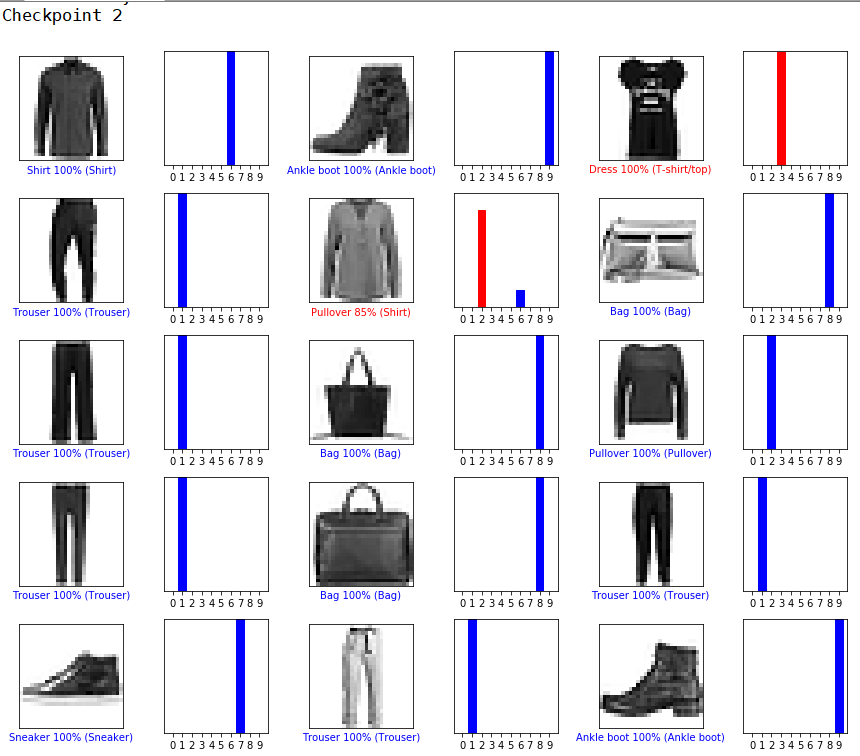 Checkpoint 2
0 1 2 3 4 5 6 7 8 9 0 1 2 3 4 5 6 7 8 9 0 1 2 3 4 5 6 7 8 9
Shirt 100% (Shirt) Ankle boot 100% (Ankle boot) Dress 100% (T-shirt/top)
0 1 2 3 4 5 6 7 8 9 0 1 2 3 4 5 6 7 8 9 0 1 2 3 4 5 6 7 8 9
Trouser 100% (Trouser) Pullover 85% (Shirt) Bag 100% (Bag)
0 1 2 3 4 5 6 7 8 9 0 1 2 3 4 5 6 7 8 9 0 1 2 3 4 5 6 7 8 9
Trouser 100% (Trouser) Bag 100% (Bag) Pullover 100% (Pullover)
0 1 2 3 4 5 6 7 8 9 0 1 2 3 4 5 6 7 8 9 0 1 2 3 4 5 6 7 8 9
Trouser 100% (Trouser) Bag 100% (Bag) Trouser 100% (Trouser)
0 1 2 3 4 5 6 7 8 9 0 1 2 3 4 5 6 7 8 9 0 1 2 3 4 5 6 7 8 9
Sneaker 100% (Sneaker) Trouser 100% (Trouser) Ankle boot 100% (Ankle boot)